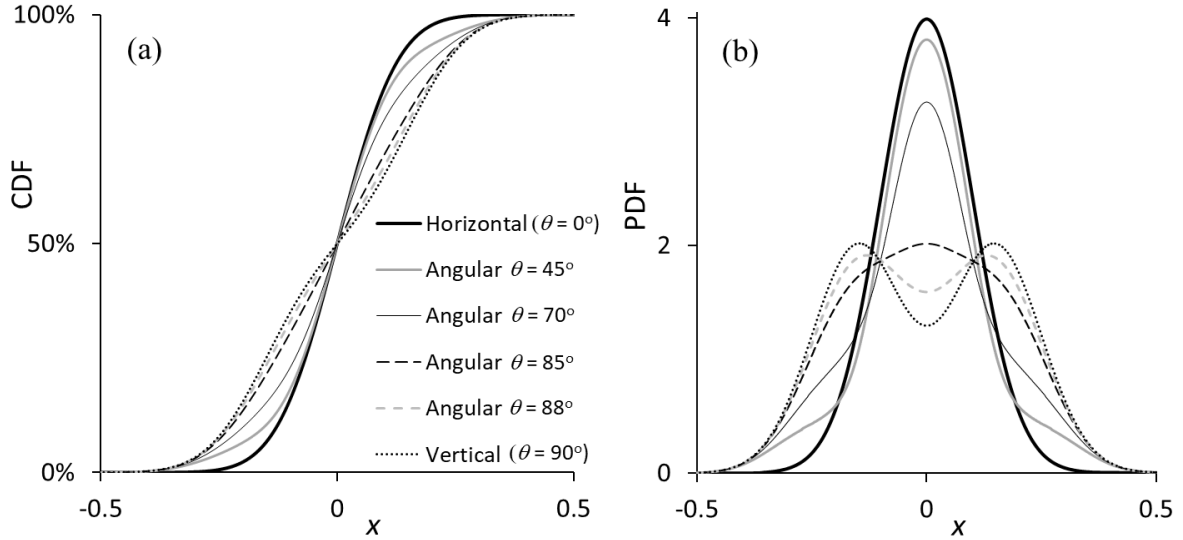 100%
(a)
CDF
50%
0%
-0.5
0
0.5
x
Horizontal (θ = 0°)
Angular θ = 45°
Angular θ = 70°
Angular θ = 85°
Angular θ = 88°
Vertical (θ = 90°)
4
(b)
PDF
2
0
-0.5
0
0.5
x